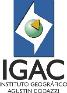 IGAC
INSTITUTO GEOGRÁFICO
AGUSTÍN CODAZZI